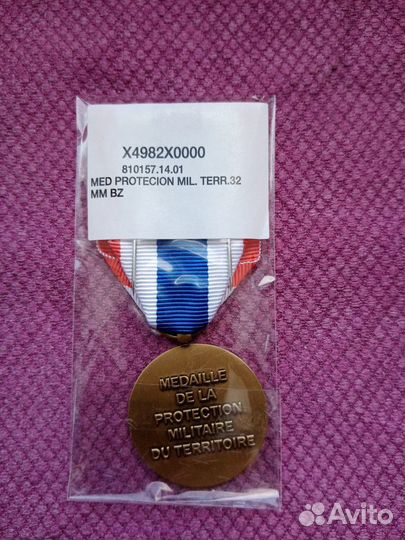 X4982X0000
810157.14.01
MED PROTECION MIL. TERR.32
MM BZ
MEDAILLE
DE LA
PROTECTION
MILITAIRE
DU TERRITOIRE
Avito